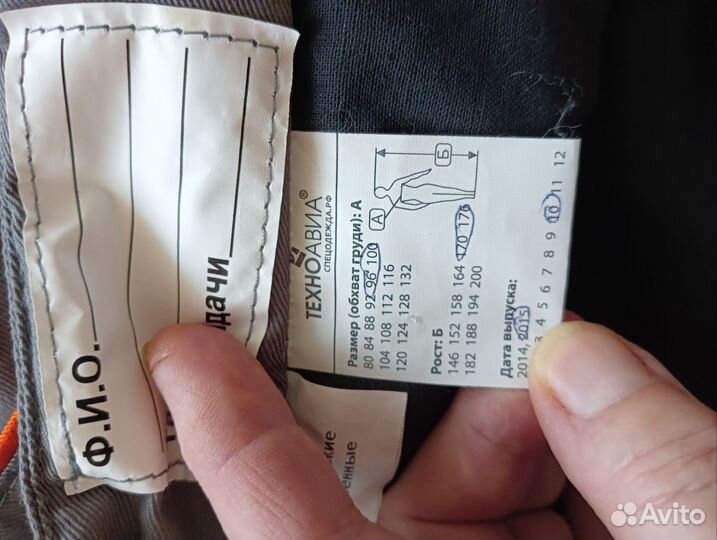 Ф.И.О.
ДАЧИ
ТЕХНОАВИА®
СПЕЦОДЕЖДА.РФ
Размер (обхват груди): А
80 84 88 92 96 100
104 108 112 116
120 124 128 132
Рост: Б
146 152 158 164 170 176
182 188 194 200
Дата выпуска:
2014, 2015
3 4 5 6 7 8 9 10 11 12
А
Б
кие
енные
Avito